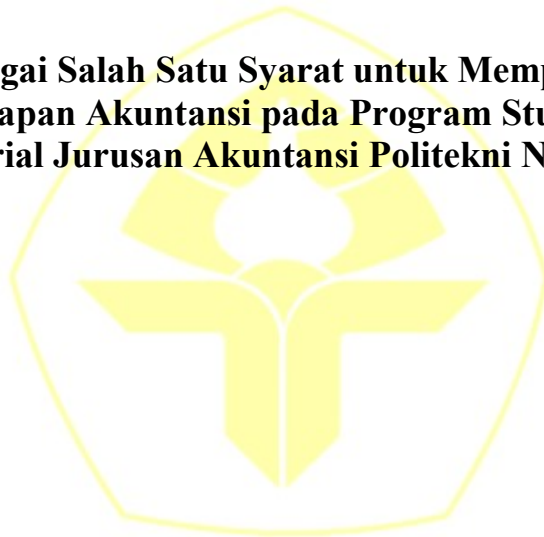 gai Salah Satu Syarat untuk Memp
apan Akuntansi pada Program Stu
rial Jurusan Akuntansi Politekni N